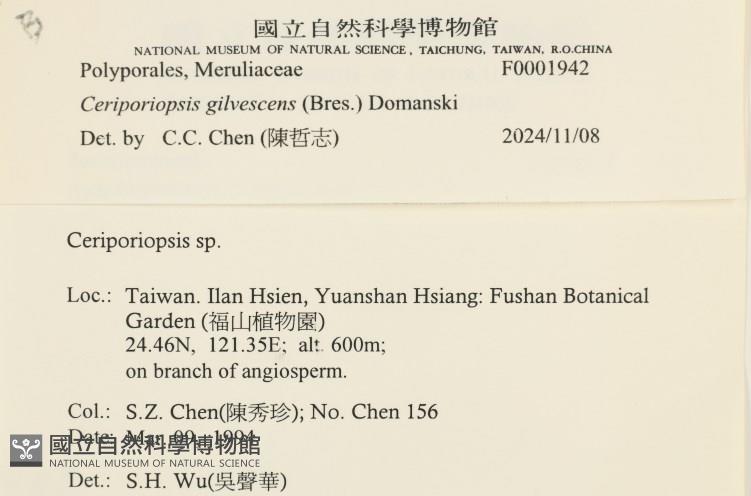 國立自然科學博物館
NATIONAL MUSEUM OF NATURAL SCIENCE, TAICHUNG, TAIWAN, R.O.CHINA
Polyporales, Meruliaceae F0001942
Ceriporiopsis gilvescens (Bres.) Domanski
Det. by C.C. Chen (陳哲志) 2024/11/08
Ceriporiopsis sp.
Loc.: Taiwan. Ilan Hsien, Yuanshan Hsiang: Fushan Botanical
Garden (福山植物園)
24.46N, 121.35E; alt. 600m;
on branch of angiosperm.
Col.: S.Z. Chen(陳秀珍); No. Chen 156
Date: Mar. 09, 1994
國立自然科學博物館
NATIONAL MUSEUM OF NATURAL SCIENCE
Det.: S.H. Wu(吳聲華)